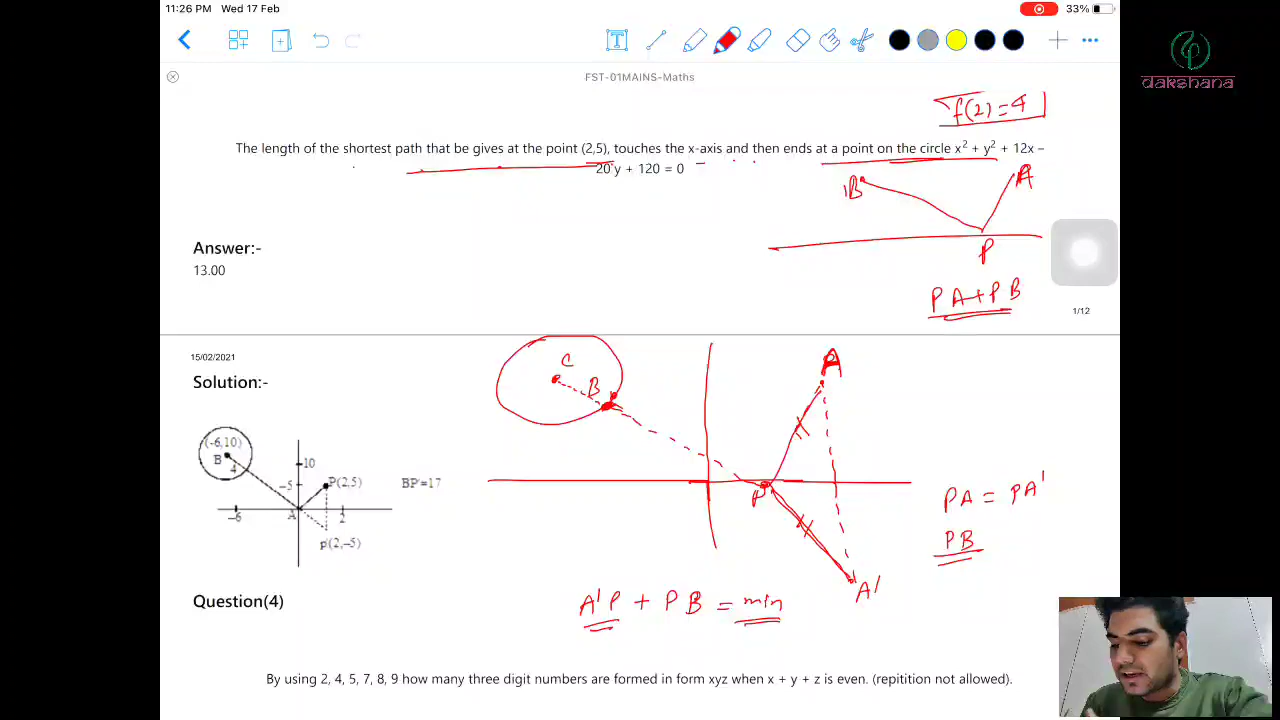 11:26 PM Wed 17 Feb
33%
FST-01MAINS-Maths
dakshana
f(2)=4
The length of the shortest path that be gives at the point (2,5), touches the x-axis and then ends at a point on the circle x² + y² + 12x –
20 y + 120 = 0
B
A
P
Answer:-
13.00
PA+PB
1/12
15/02/2021
Solution:-
C
B
A
(-6,10)
B
4
10
5
P(2,5)
BP=17
A
-6
2
p(2,-5)
P
PA = PA'
PB
A'
Question(4)
A'P + PB = min
By using 2, 4, 5, 7, 8, 9 how many three digit numbers are formed in form xyz when x + y + z is even. (repitition not allowed).